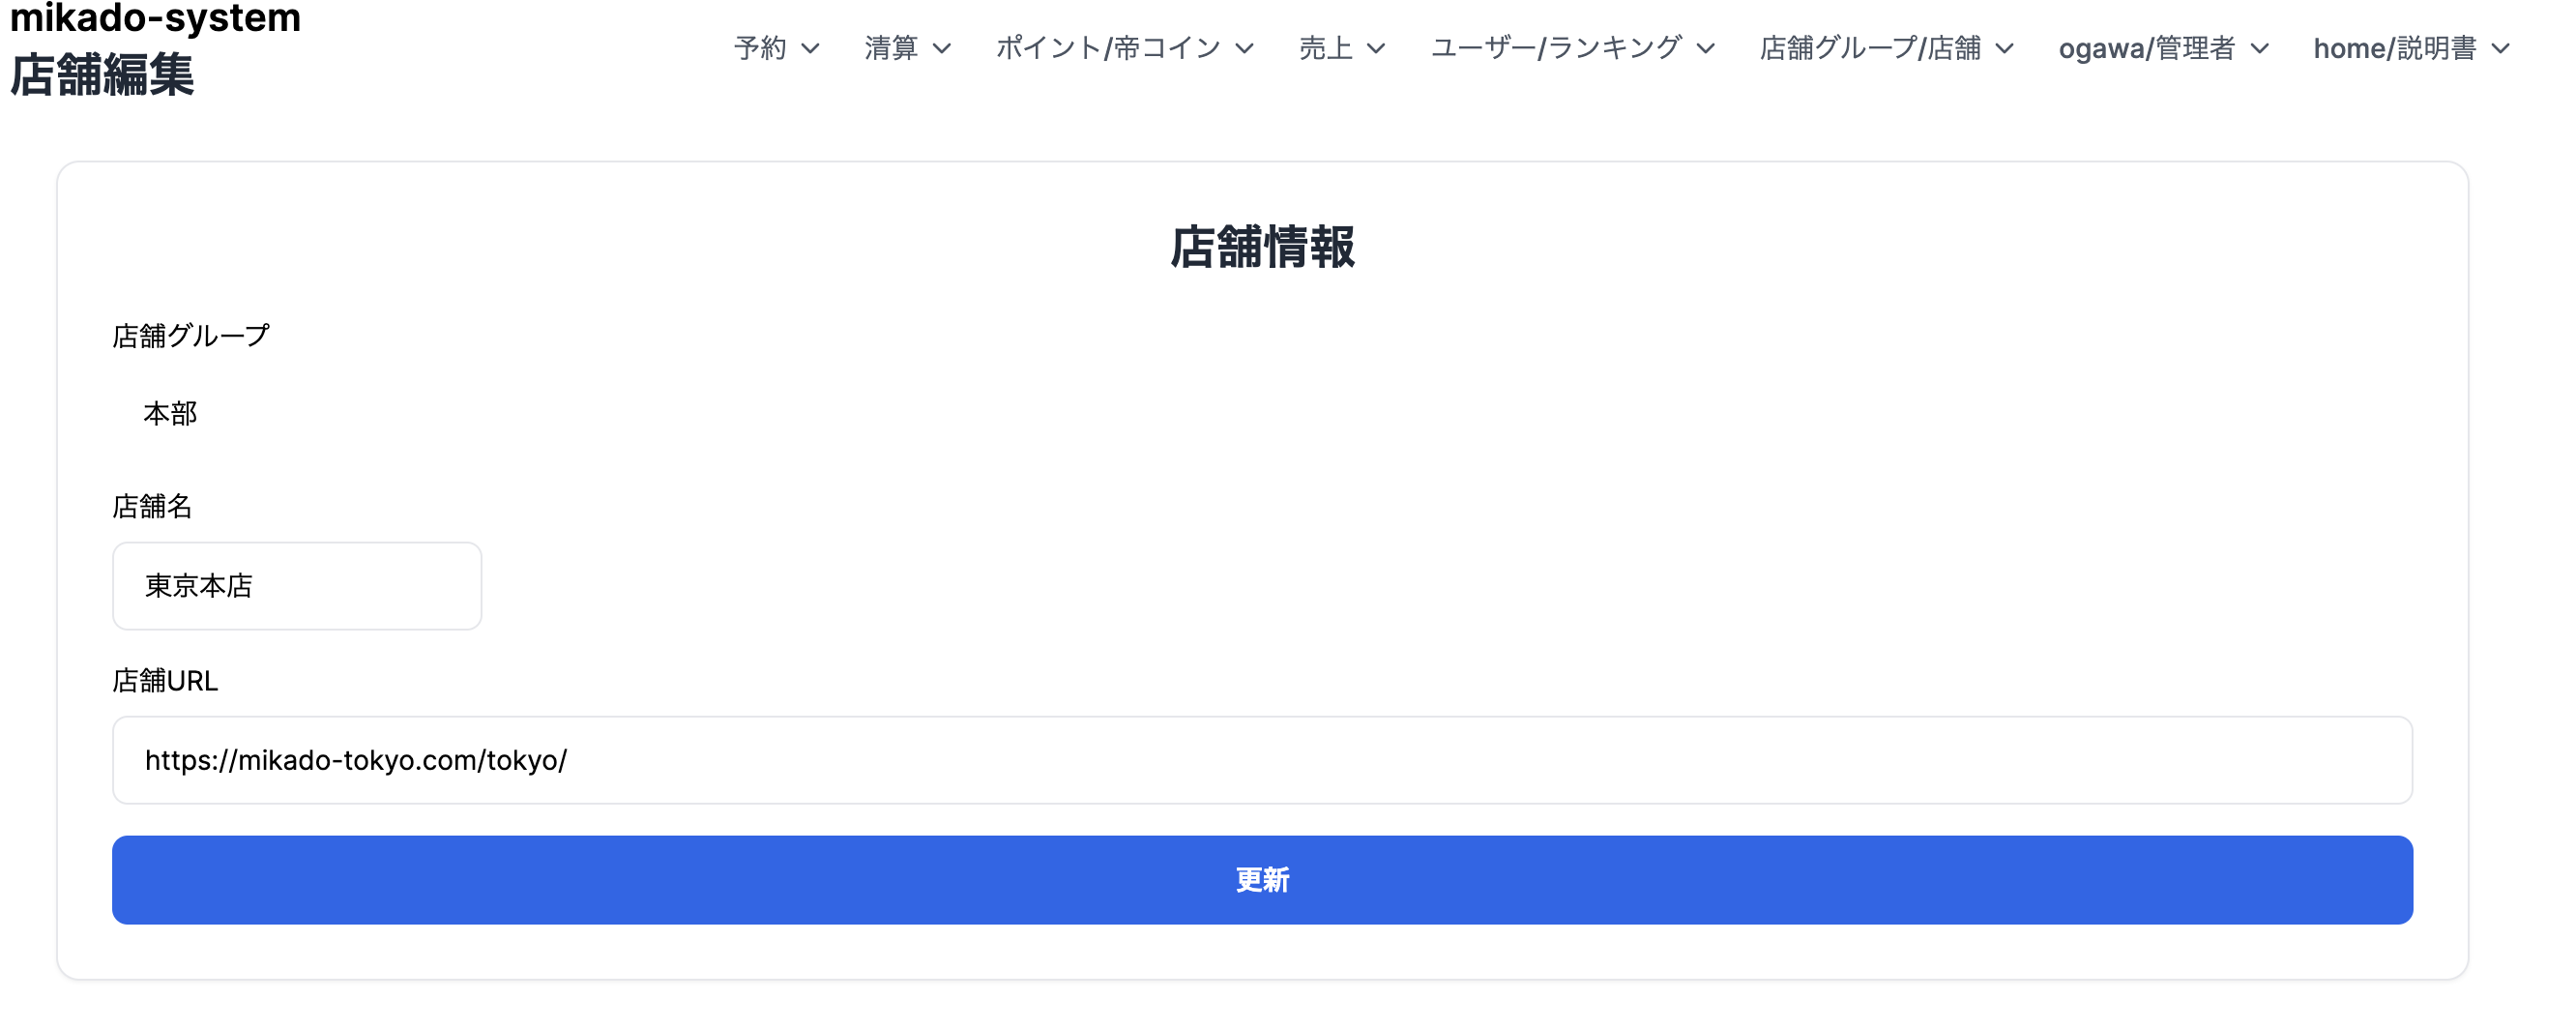 mikado-system
店舗編集
予約 清算 ポイント/帝コイン 売上 ユーザー/ランキング 店舗グループ/店舗 ogawa/管理者 home/説明書
店舗情報
店舗グループ
本部
店舗名
東京本店
店舗URL
https://mikado-tokyo.com/tokyo/
更新